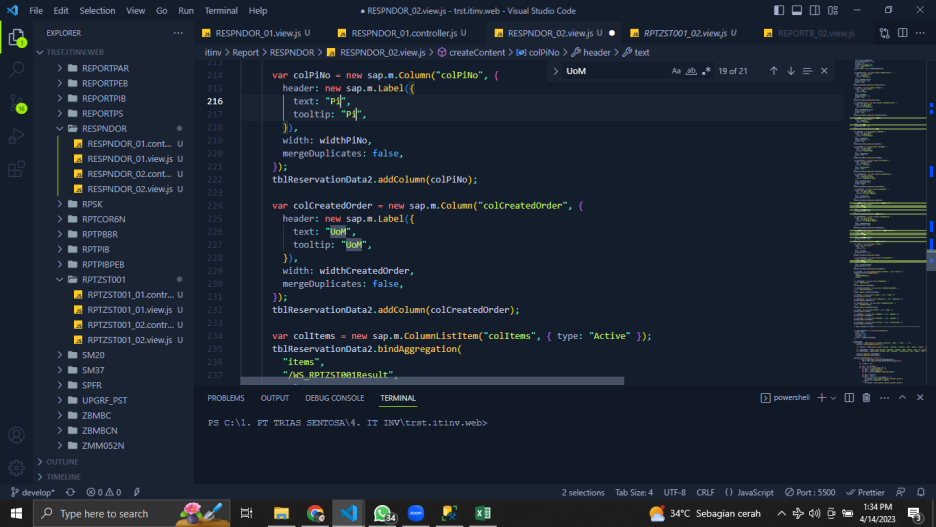 File Edit Selection View Go Run Terminal Help
RESPNDOR_02.view.js - trst.itinv.web - Visual Studio Code
EXPLORER
RESPNDOR_01.view.js U
RESPNDOR_01.controller.js U
RESPNDOR_02.view.js U
RPTZST001_02.view.js U
REPORTB_02.view.js
itinv > Report > RESPNDOR > RESPNDOR_02.view.js > createContent > colPiNo > header > text
TRST.ITINV.WEB
REPORTPAR
REPORTPEB
REPORTPIB
REPORTPS
RESPNDOR
RESPNDOR_01.cont... U
RESPNDOR_01.view.js U
RESPNDOR_02.cont... U
RESPNDOR_02.view.js U
RPSK
RPTCOR6N
RPTPBBR
RPTPIB
RPTPIBPEB
RPTZST001
RPTZST001_01.contr... U
RPTZST001_01.view.js U
RPTZST001_02.contr... U
RPTZST001_02.view.js U
SM20
SM37
SPFR
UPGRF_PST
ZBMBC
ZBMBCN
ZMM052N
OUTLINE
TIMELINE
UoM
Aa ab 19 of 21
213
214 var colPiNo = new sap.m.Column("colPiNo", {
215 header: new sap.m.Label({
216 text: "Pi",
217 tooltip: "Pi",
218 }),
219 width: widthPiNo,
220 mergeDuplicates: false,
221 });
222 tblReservationData2.addColumn(colPiNo);
223
224 var colCreatedOrder = new sap.m.Column("colCreatedOrder", {
225 header: new sap.m.Label({
226 text: "UoM",
227 tooltip: "UoM",
228 }),
229 width: widthCreatedOrder,
230 mergeDuplicates: false,
231 });
232 tblReservationData2.addColumn(colCreatedOrder);
233
234 var colItems = new sap.m.ColumnListItem("colItems", { type: "Active" });
235 tblReservationData2.bindAggregation(
236 "items",
237 "/WS_RPTZST001Result",
PROBLEMS OUTPUT DEBUG CONSOLE TERMINAL
powershell
PS C:\1. PT TRIAS SENTOSA\4. IT INV\trst.itinv.web>
develop* 0 0 2 selections Tab Size: 4 UTF-8 CRLF {} JavaScript Port : 5500 Prettier
Type here to search
34
34°C Sebagian cerah
1:34 PM
4/14/2023
3
1
16